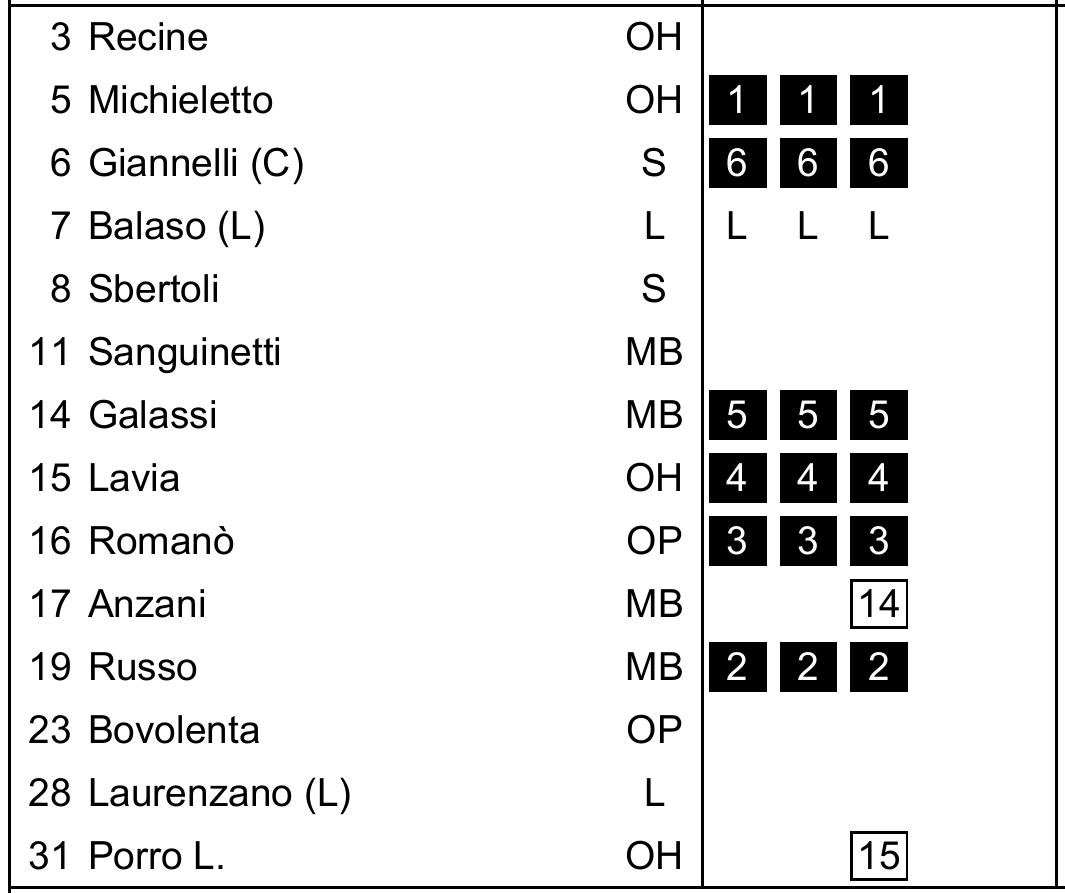 3 Recine OH
5 Michieletto OH 1 1 1
6 Giannelli (C) S 6 6 6
7 Balaso (L) L L L L
8 Sbertoli S
11 Sanguinetti MB
14 Galassi MB 5 5 5
15 Lavia OH 4 4 4
16 Romanò OP 3 3 3
17 Anzani MB 14
19 Russo MB 2 2 2
23 Bovolenta OP
28 Laurenzano (L) L
31 Porro L. OH 15